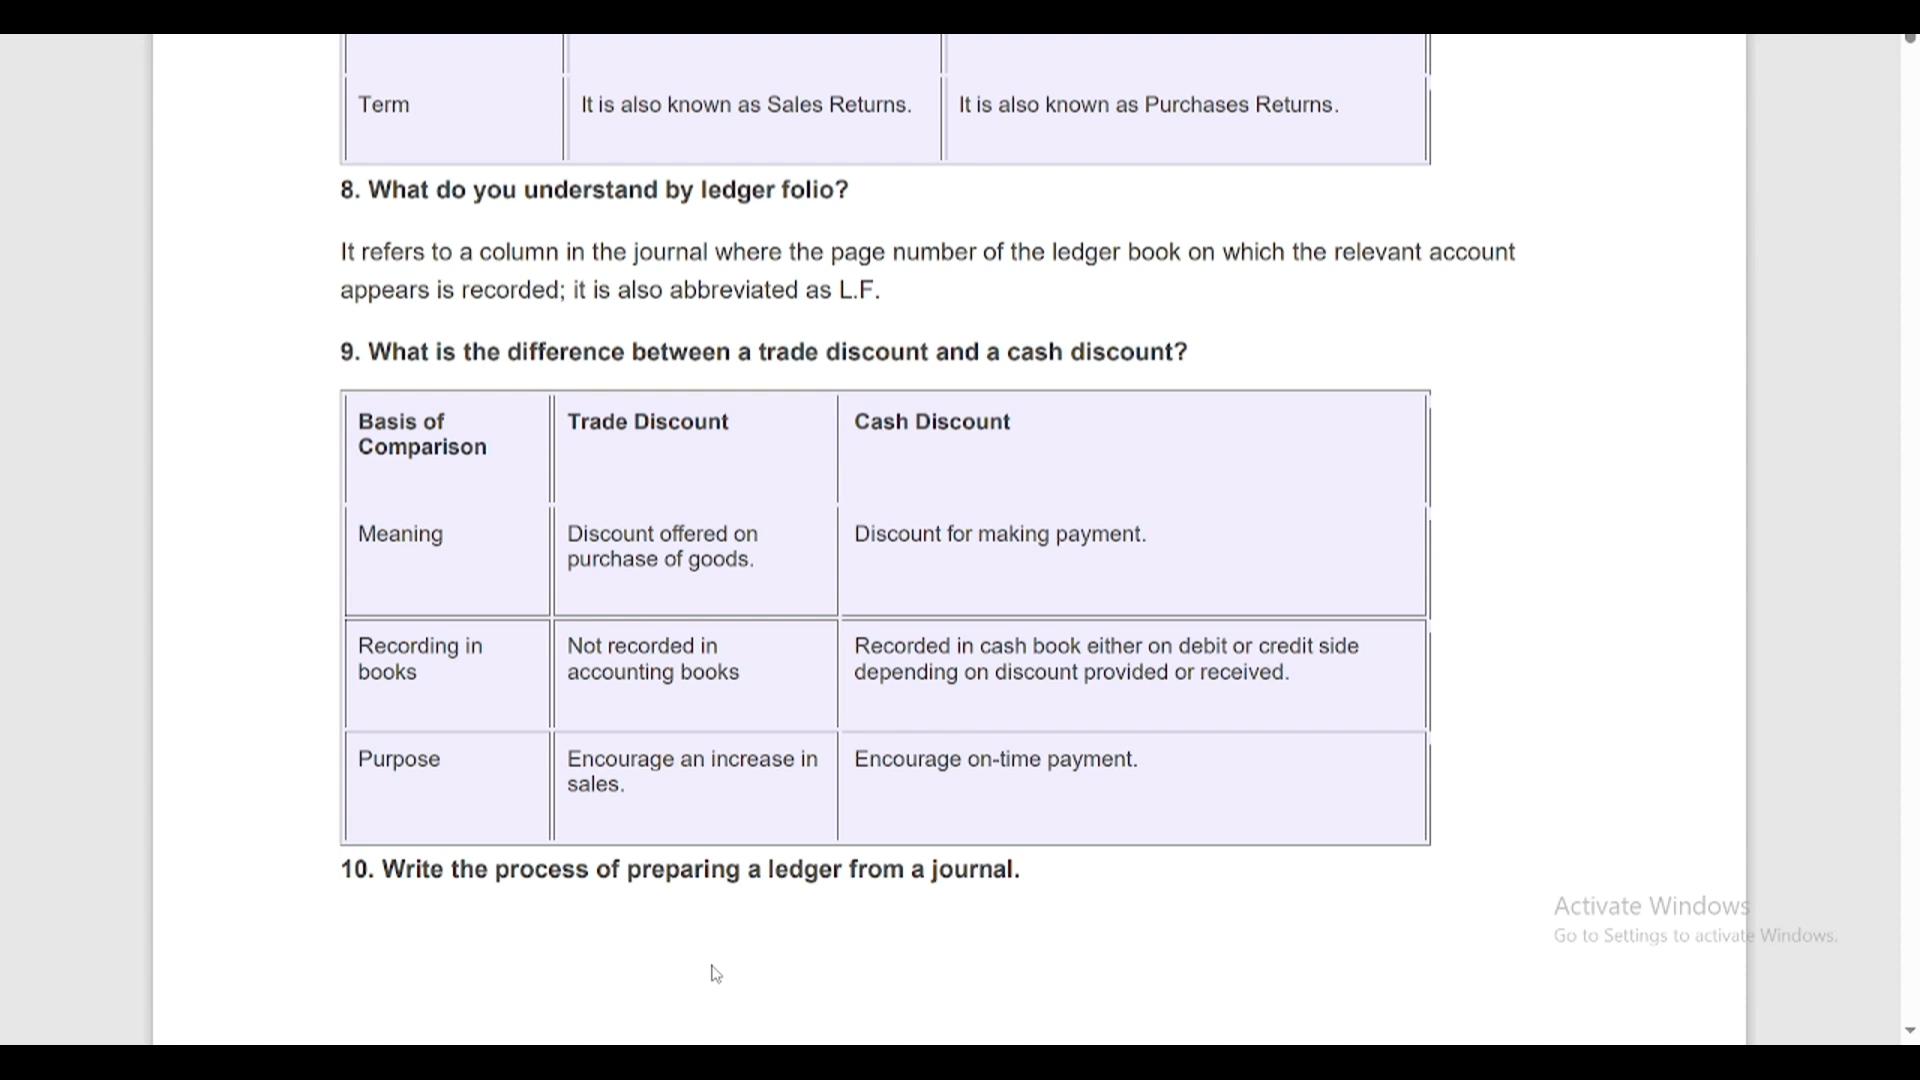 Term It is also known as Sales Returns. It is also known as Purchases Returns.
8. What do you understand by ledger folio?
It refers to a column in the journal where the page number of the ledger book on which the relevant account
appears is recorded; it is also abbreviated as L.F.
9. What is the difference between a trade discount and a cash discount?
Basis of Comparison Trade Discount Cash Discount
Meaning Discount offered on purchase of goods. Discount for making payment.
Recording in books Not recorded in accounting books Recorded in cash book either on debit or credit side depending on discount provided or received.
Purpose Encourage an increase in sales. Encourage on-time payment.
10. Write the process of preparing a ledger from a journal.
Activate Windows
Go to Settings to activate Windows.